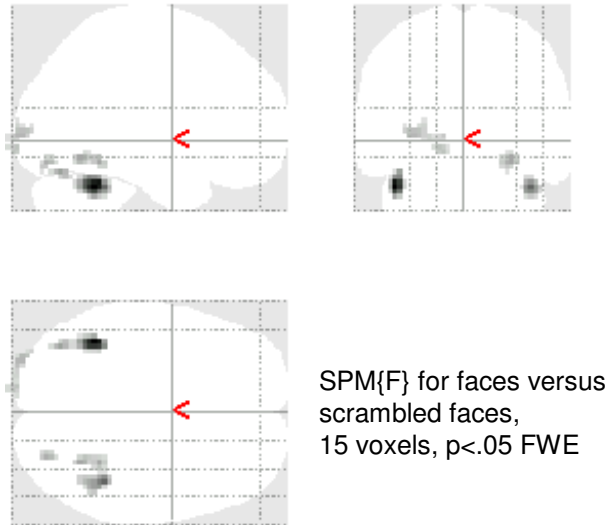 SPM{F} for faces versus
scrambled faces,
15 voxels, p<.05 FWE